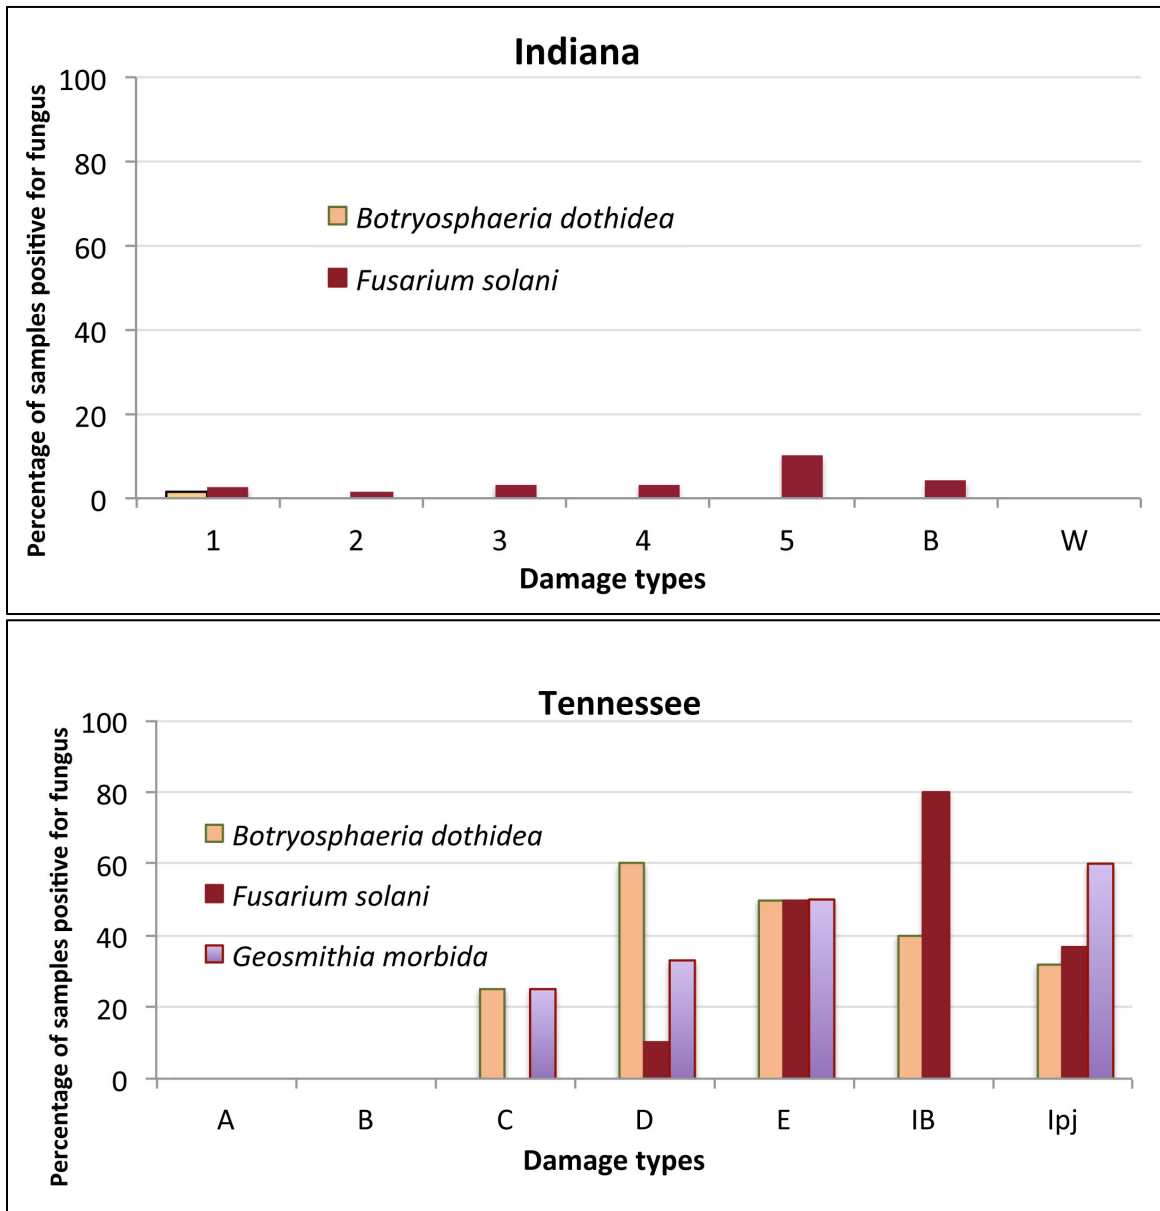 Indiana
Percentage of samples positive for fungus
100
80
60
40
20
0
Botryosphaeria dothidea
Fusarium solani
1 2 3 4 5 B W
Damage types
Tennessee
Percentage of samples positive for fungus
100
80
60
40
20
0
Botryosphaeria dothidea
Fusarium solani
Geosmithia morbida
A B C D E IB Ipj
Damage types